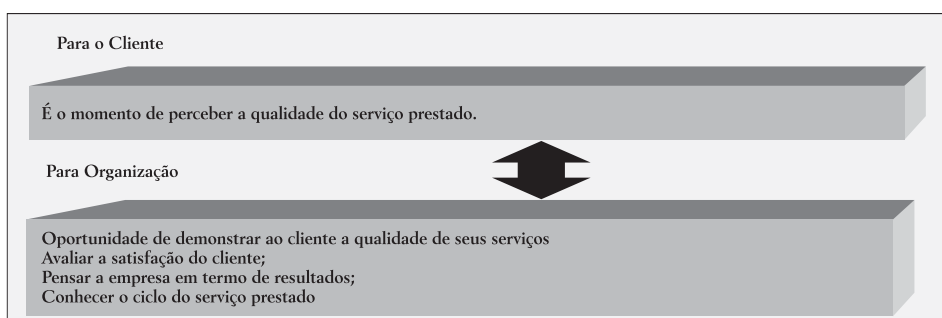 Para o Cliente
É o momento de perceber a qualidade do serviço prestado.
Para Organização
Oportunidade de demonstrar ao cliente a qualidade de seus serviços
Avaliar a satisfação do cliente;
Pensar a empresa em termo de resultados;
Conhecer o ciclo do serviço prestado